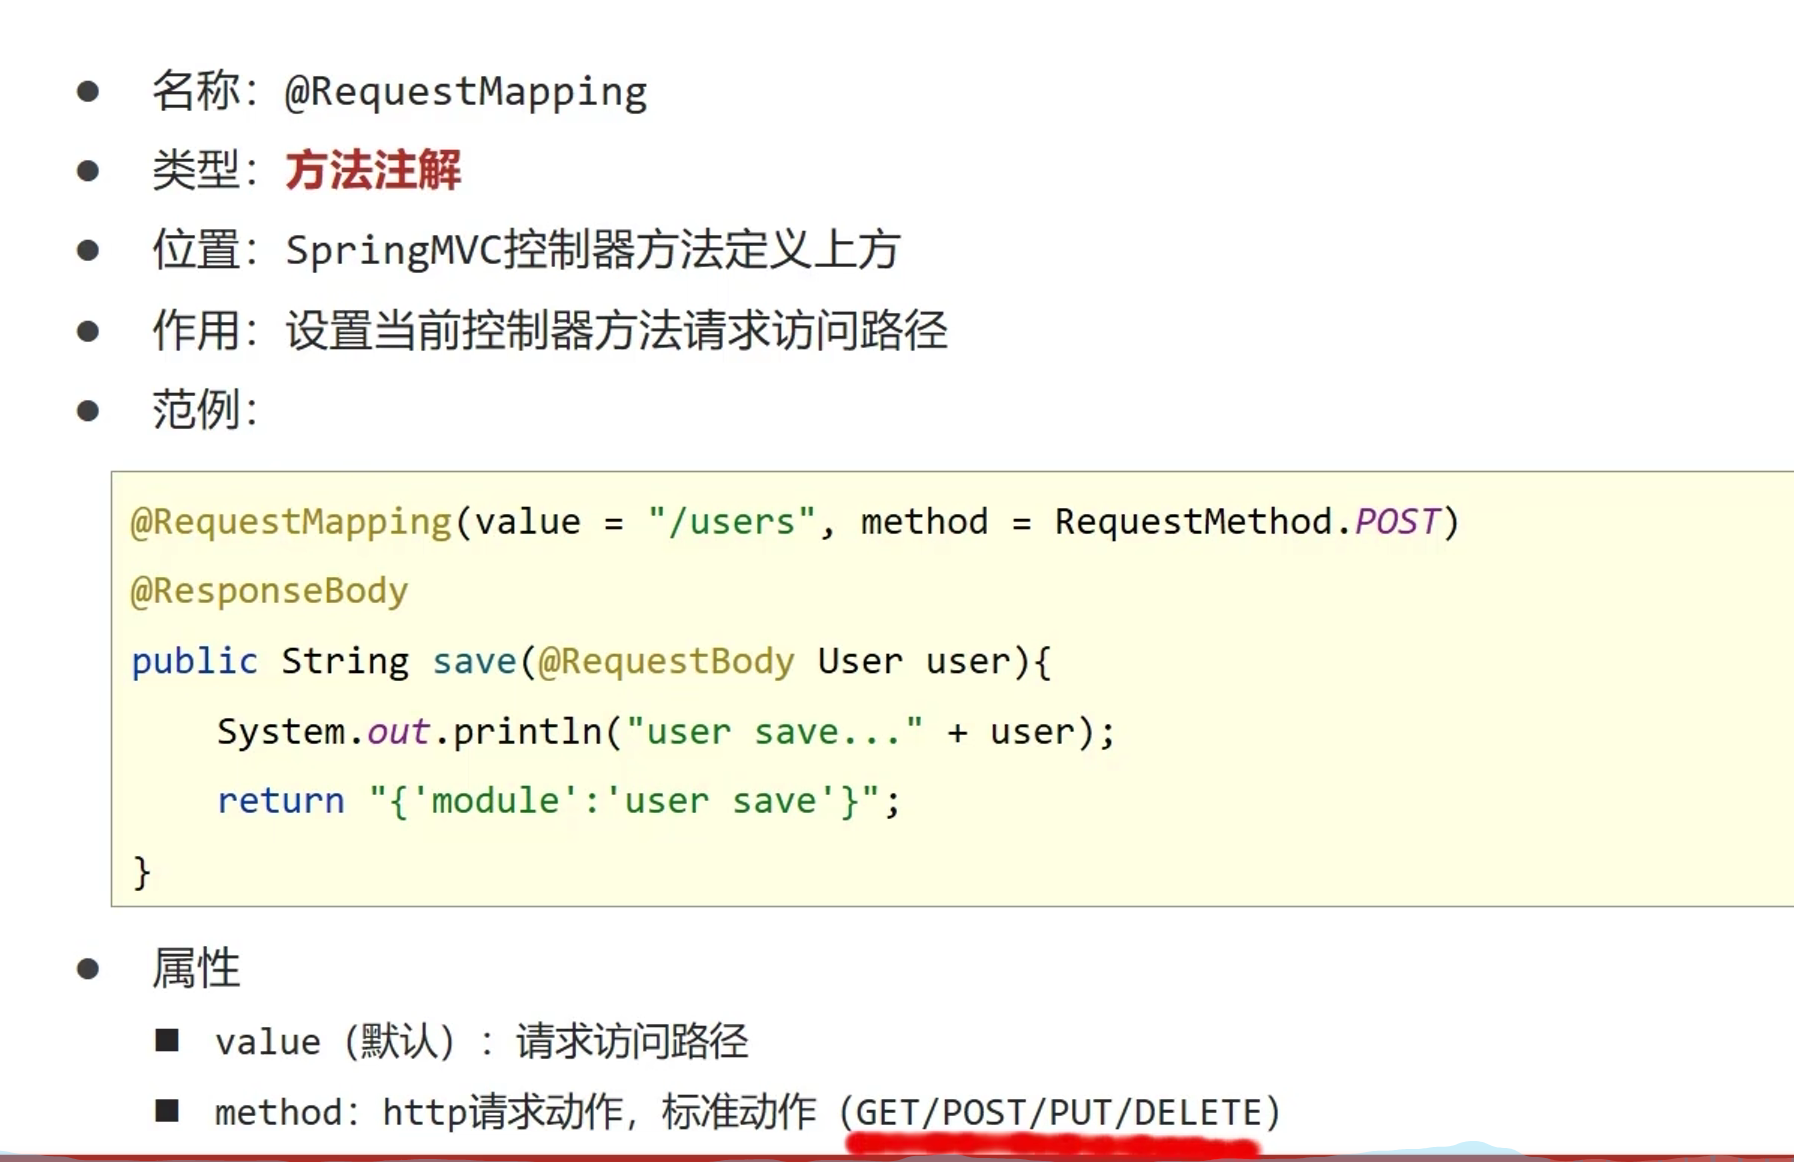 ● 名称：@RequestMapping
● 类型：方法注解
● 位置：SpringMVC控制器方法定义上方
● 作用：设置当前控制器方法请求访问路径
● 范例：
@RequestMapping(value = "/users", method = RequestMethod.POST)
@ResponseBody
public String save(@RequestBody User user){
    System.out.println("user save..." + user);
    return "{'module':'user save'}";
}
● 属性
■ value（默认）：请求访问路径
■ method：http请求动作，标准动作（GET/POST/PUT/DELETE）